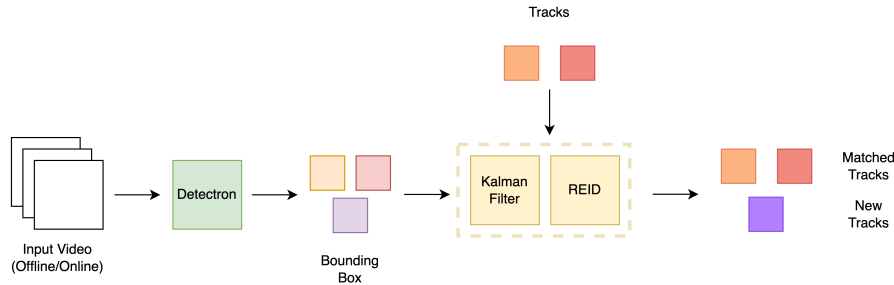 Tracks
Input Video
(Offline/Online)
Detectron
Bounding
Box
Kalman
Filter
REID
Matched
Tracks
New
Tracks